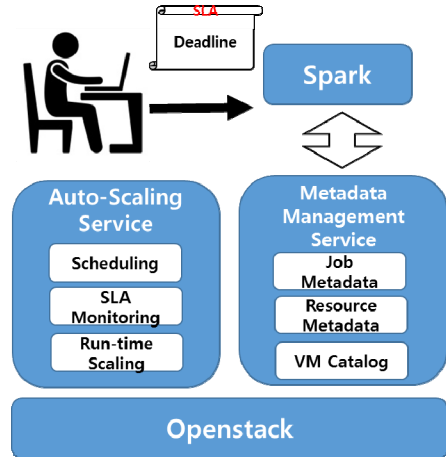 SLA
Deadline
Spark
Auto-Scaling
Service
Scheduling
SLA
Monitoring
Run-time
Scaling
Metadata
Management
Service
Job
Metadata
Resource
Metadata
VM Catalog
Openstack